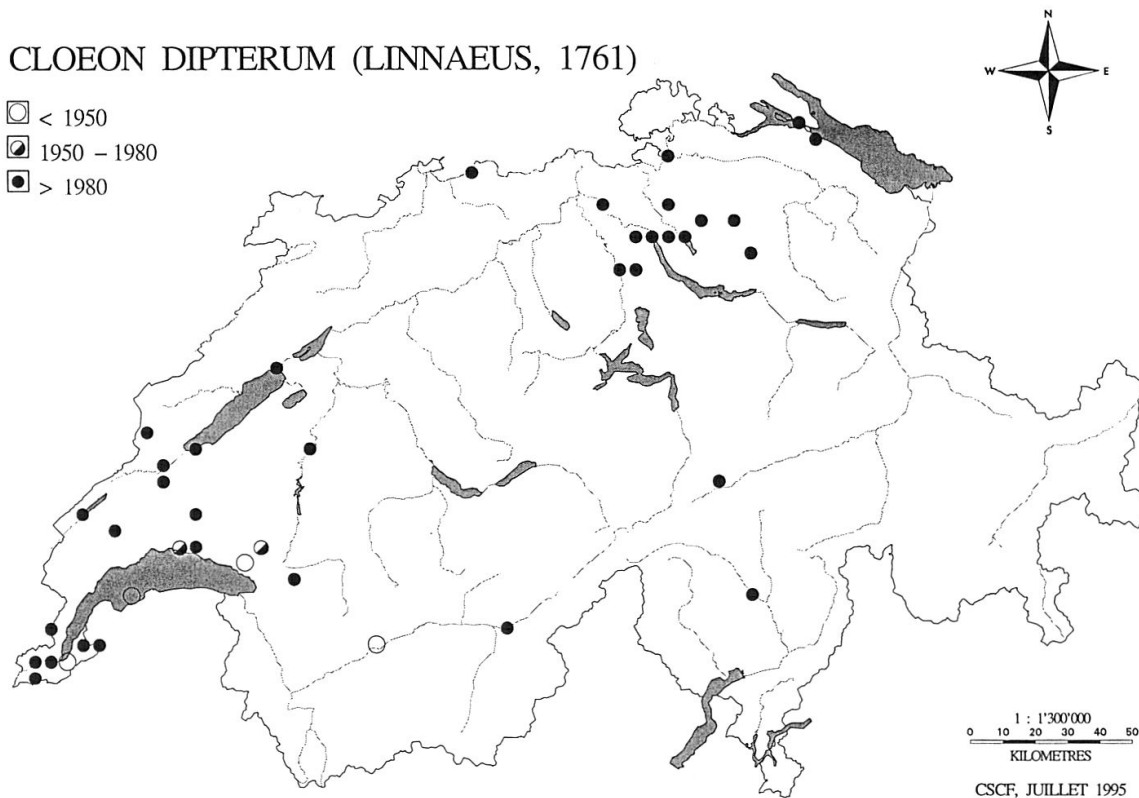 CLOEON DIPTERUM (LINNAEUS, 1761)
< 1950
1950 – 1980
> 1980
N
W E
S
1 : 1'300'000
0 10 20 30 40 50
KILOMETRES
CSCF, JUILLET 1995